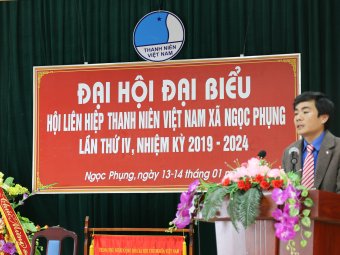 THANH NIÊN
VIỆT NAM
ĐẠI HỘI ĐẠI BIỂU
HỘI LIÊN HIỆP THANH NIÊN VIỆT NAM XÃ NGỌC PHỤNG
LẦN THỨ IV, NHIỆM KỲ 2019 - 2024
Ngọc Phụng, ngày 13-14 tháng 01